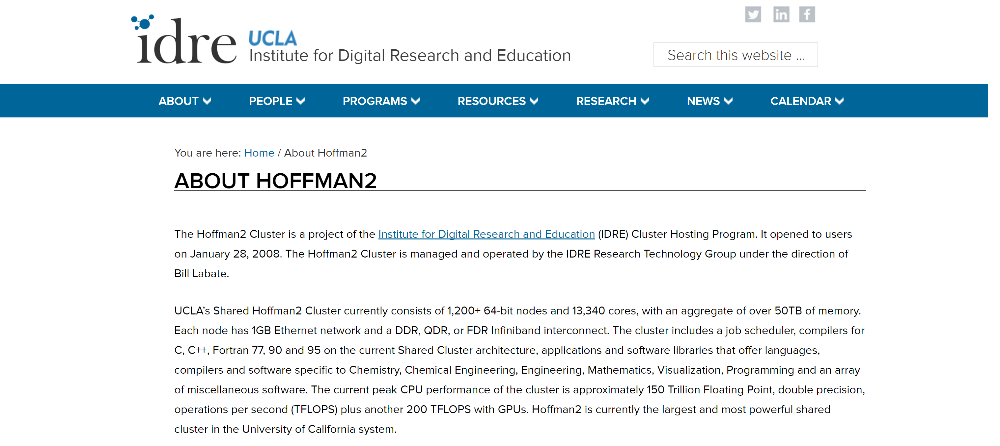 idre
UCLA
Institute for Digital Research and Education
Search this website ...
ABOUT PEOPLE PROGRAMS RESOURCES RESEARCH NEWS CALENDAR
You are here: Home / About Hoffman2
ABOUT HOFFMAN2
The Hoffman2 Cluster is a project of the Institute for Digital Research and Education (IDRE) Cluster Hosting Program. It opened to users
on January 28, 2008. The Hoffman2 Cluster is managed and operated by the IDRE Research Technology Group under the direction of
Bill Labate.
UCLA’s Shared Hoffman2 Cluster currently consists of 1,200+ 64-bit nodes and 13,340 cores, with an aggregate of over 50TB of memory.
Each node has 1GB Ethernet network and a DDR, QDR, or FDR Infiniband interconnect. The cluster includes a job scheduler, compilers for
C, C++, Fortran 77, 90 and 95 on the current Shared Cluster architecture, applications and software libraries that offer languages,
compilers and software specific to Chemistry, Chemical Engineering, Engineering, Mathematics, Visualization, Programming and an array
of miscellaneous software. The current peak CPU performance of the cluster is approximately 150 Trillion Floating Point, double precision,
operations per second (TFLOPS) plus another 200 TFLOPS with GPUs. Hoffman2 is currently the largest and most powerful shared
cluster in the University of California system.